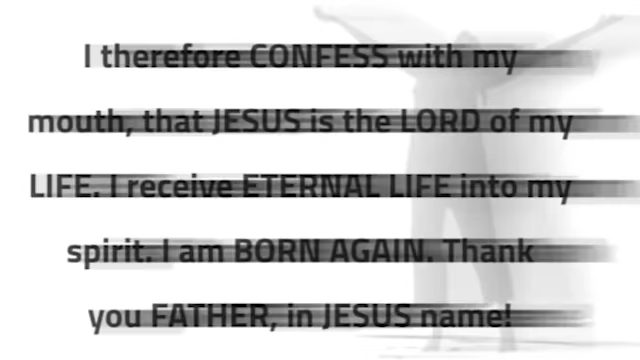 I therefore CONFESS with my
mouth, that JESUS is the LORD of my
LIFE. I receive ETERNAL LIFE into my
spirit. I am BORN AGAIN. Thank
you FATHER, in JESUS name!